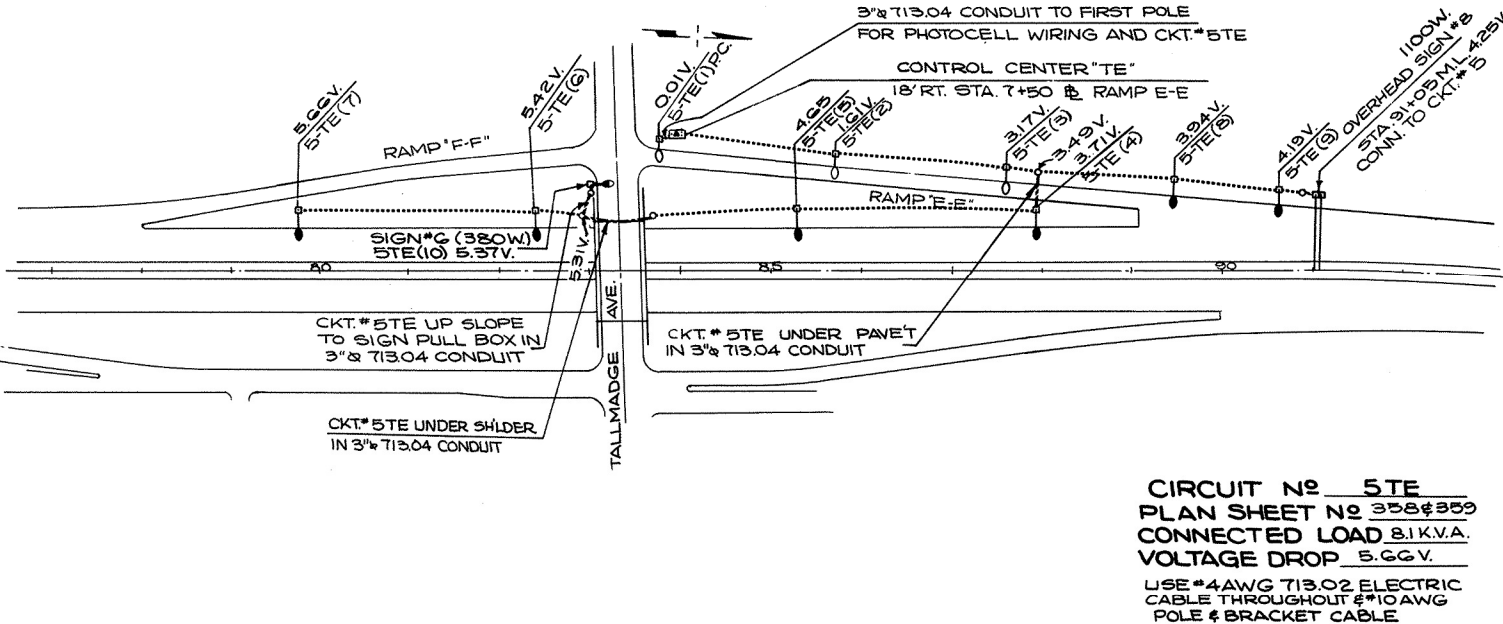 3"⌀ 713.04 CONDUIT TO FIRST POLE
FOR PHOTOCELL WIRING AND CKT.#5TE
CONTROL CENTER "TE"
18' RT. STA. 7+50 ℄ RAMP E-E
1100W.
OVERHEAD SIGN #8
STA. 91+05 M.L. 4.25V.
CONN. TO CKT.#5
5.66V.
5-TE(7)
5.42V.
5-TE(6)
0.01V.
5-TE(1)P.C.
4.65
5-TE(5)
1.61V.
5-TE(2)
3.17V.
5-TE(3)
3.49V.
3.71V.
5-TE(4)
3.94V.
5-TE(8)
4.19V.
5-TE(9)
RAMP "F-F"
RAMP "E-E"
SIGN#6 (380W.)
5TE(10) 5.37V.
5.31V.
80
85
90
CKT.#5TE UP SLOPE
TO SIGN PULL BOX IN
3"⌀ 713.04 CONDUIT
CKT.#5TE UNDER PAVE'T
IN 3"⌀ 713.04 CONDUIT
CKT.#5TE UNDER SH'LDER
IN 3"⌀ 713.04 CONDUIT
TALLMADGE AVE.
CIRCUIT Nº 5TE
PLAN SHEET Nº 358&359
CONNECTED LOAD 8.1K.V.A.
VOLTAGE DROP 5.66V.
USE #4AWG 713.02 ELECTRIC
CABLE THROUGHOUT & #10 AWG
POLE & BRACKET CABLE